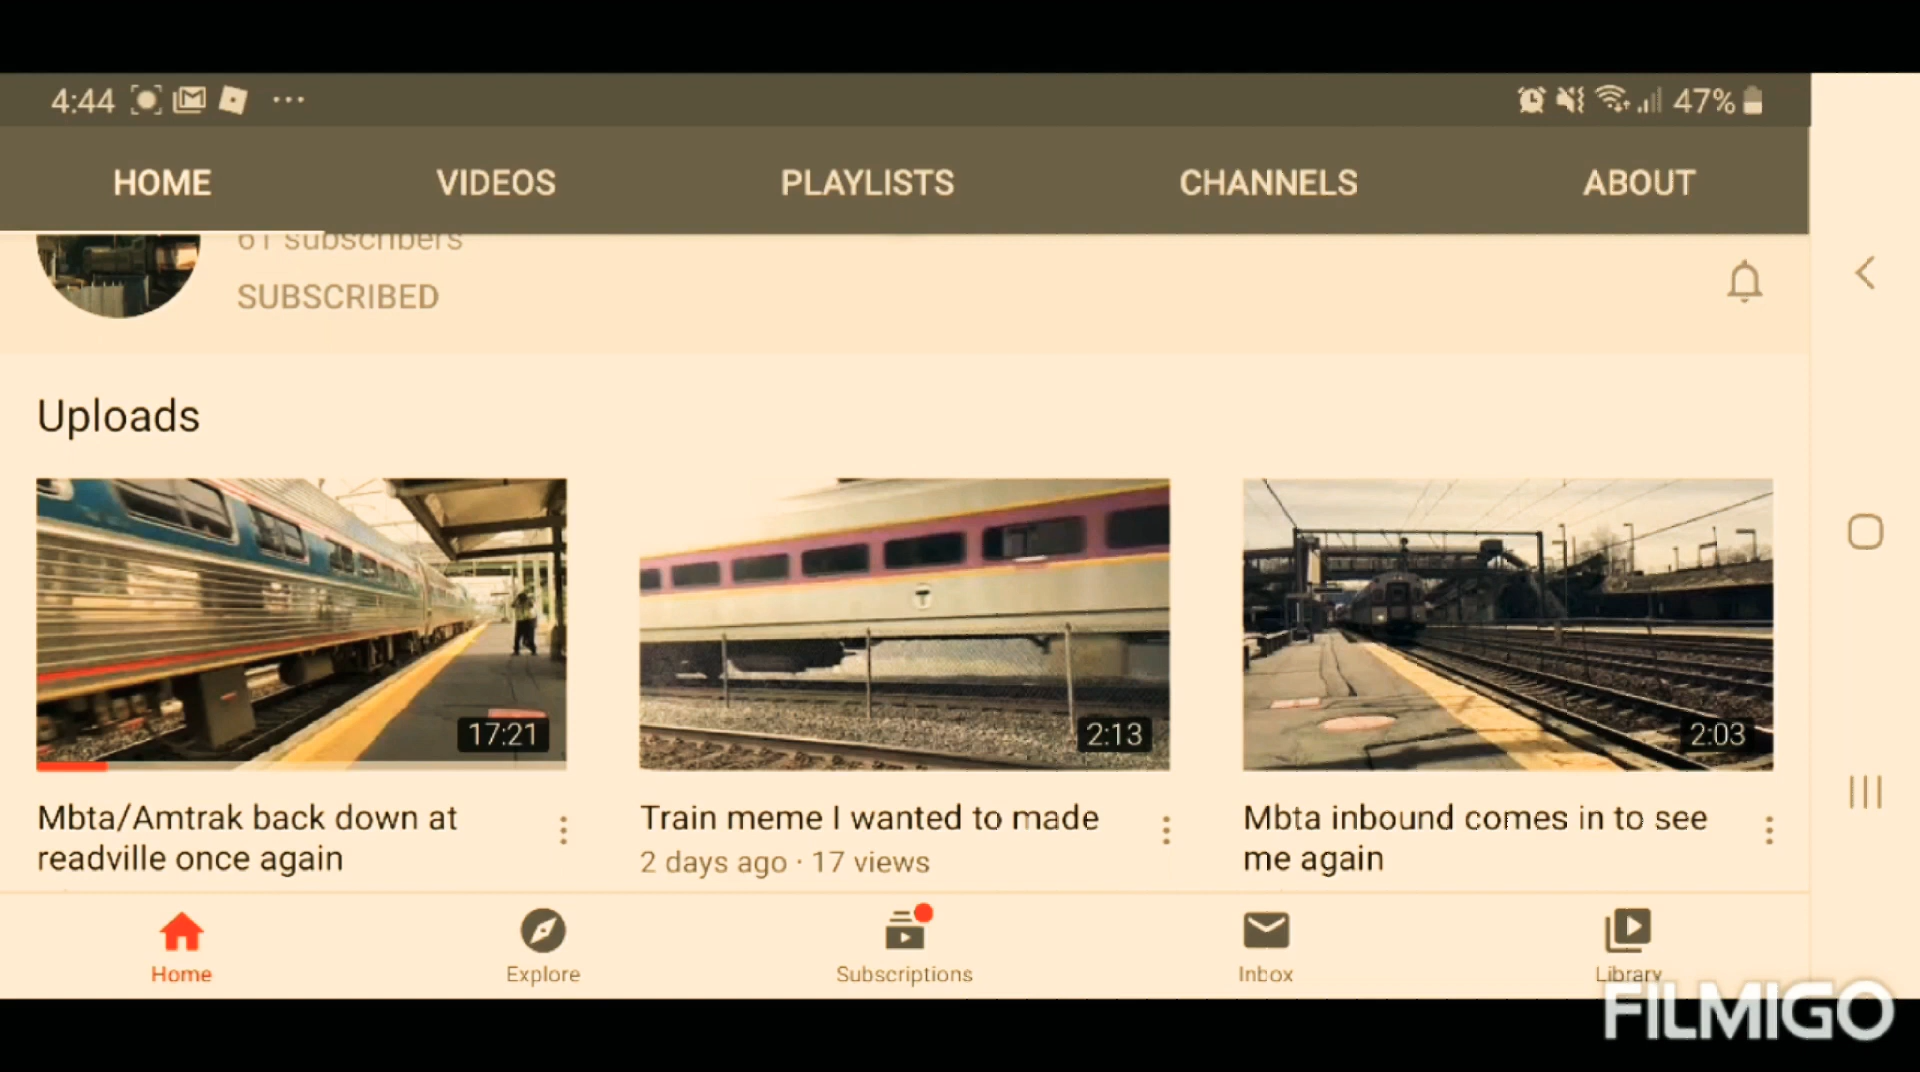 4:44
47%
HOME VIDEOS PLAYLISTS CHANNELS ABOUT
61 subscribers
SUBSCRIBED
Uploads
17:21
2:13
2:03
Mbta/Amtrak back down at
readville once again
Train meme I wanted to made
2 days ago · 17 views
Mbta inbound comes in to see
me again
Home Explore Subscriptions Inbox Library
FILMIGO